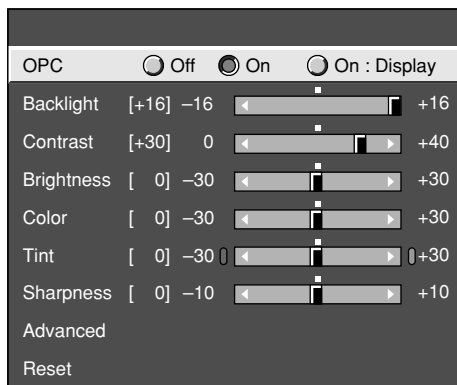 OPC Off On On : Display
Backlight [+16] –16 +16
Contrast [+30] 0 +40
Brightness [ 0] –30 +30
Color [ 0] –30 +30
Tint [ 0] –30 +30
Sharpness [ 0] –10 +10
Advanced
Reset